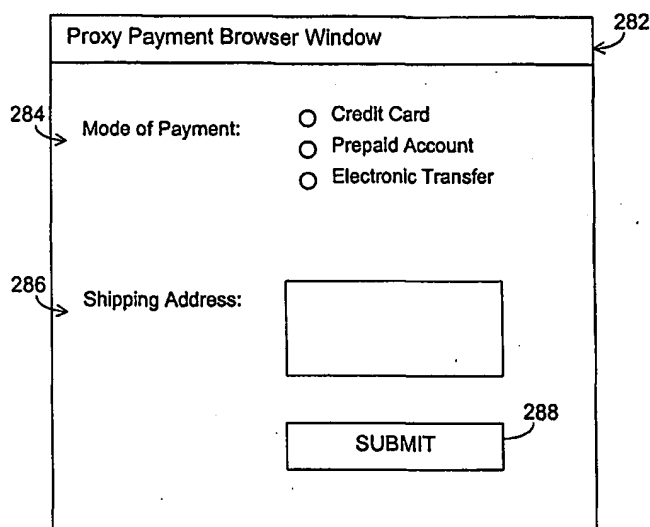 Proxy Payment Browser Window
282
284
Mode of Payment:
Credit Card
Prepaid Account
Electronic Transfer
286
Shipping Address:
288
SUBMIT